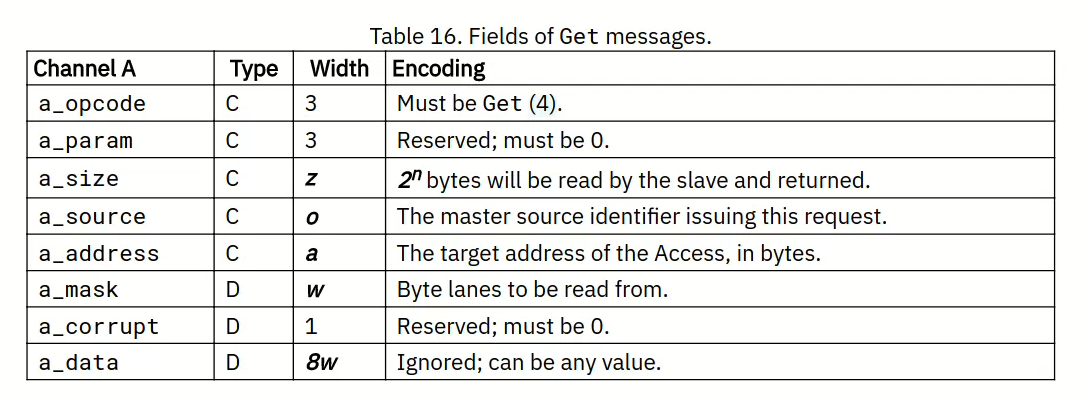 Table 16. Fields of Get messages.
Channel A Type Width Encoding
a_opcode C 3 Must be Get (4).
a_param C 3 Reserved; must be 0.
a_size C z 2ⁿ bytes will be read by the slave and returned.
a_source C o The master source identifier issuing this request.
a_address C a The target address of the Access, in bytes.
a_mask D w Byte lanes to be read from.
a_corrupt D 1 Reserved; must be 0.
a_data D 8w Ignored; can be any value.